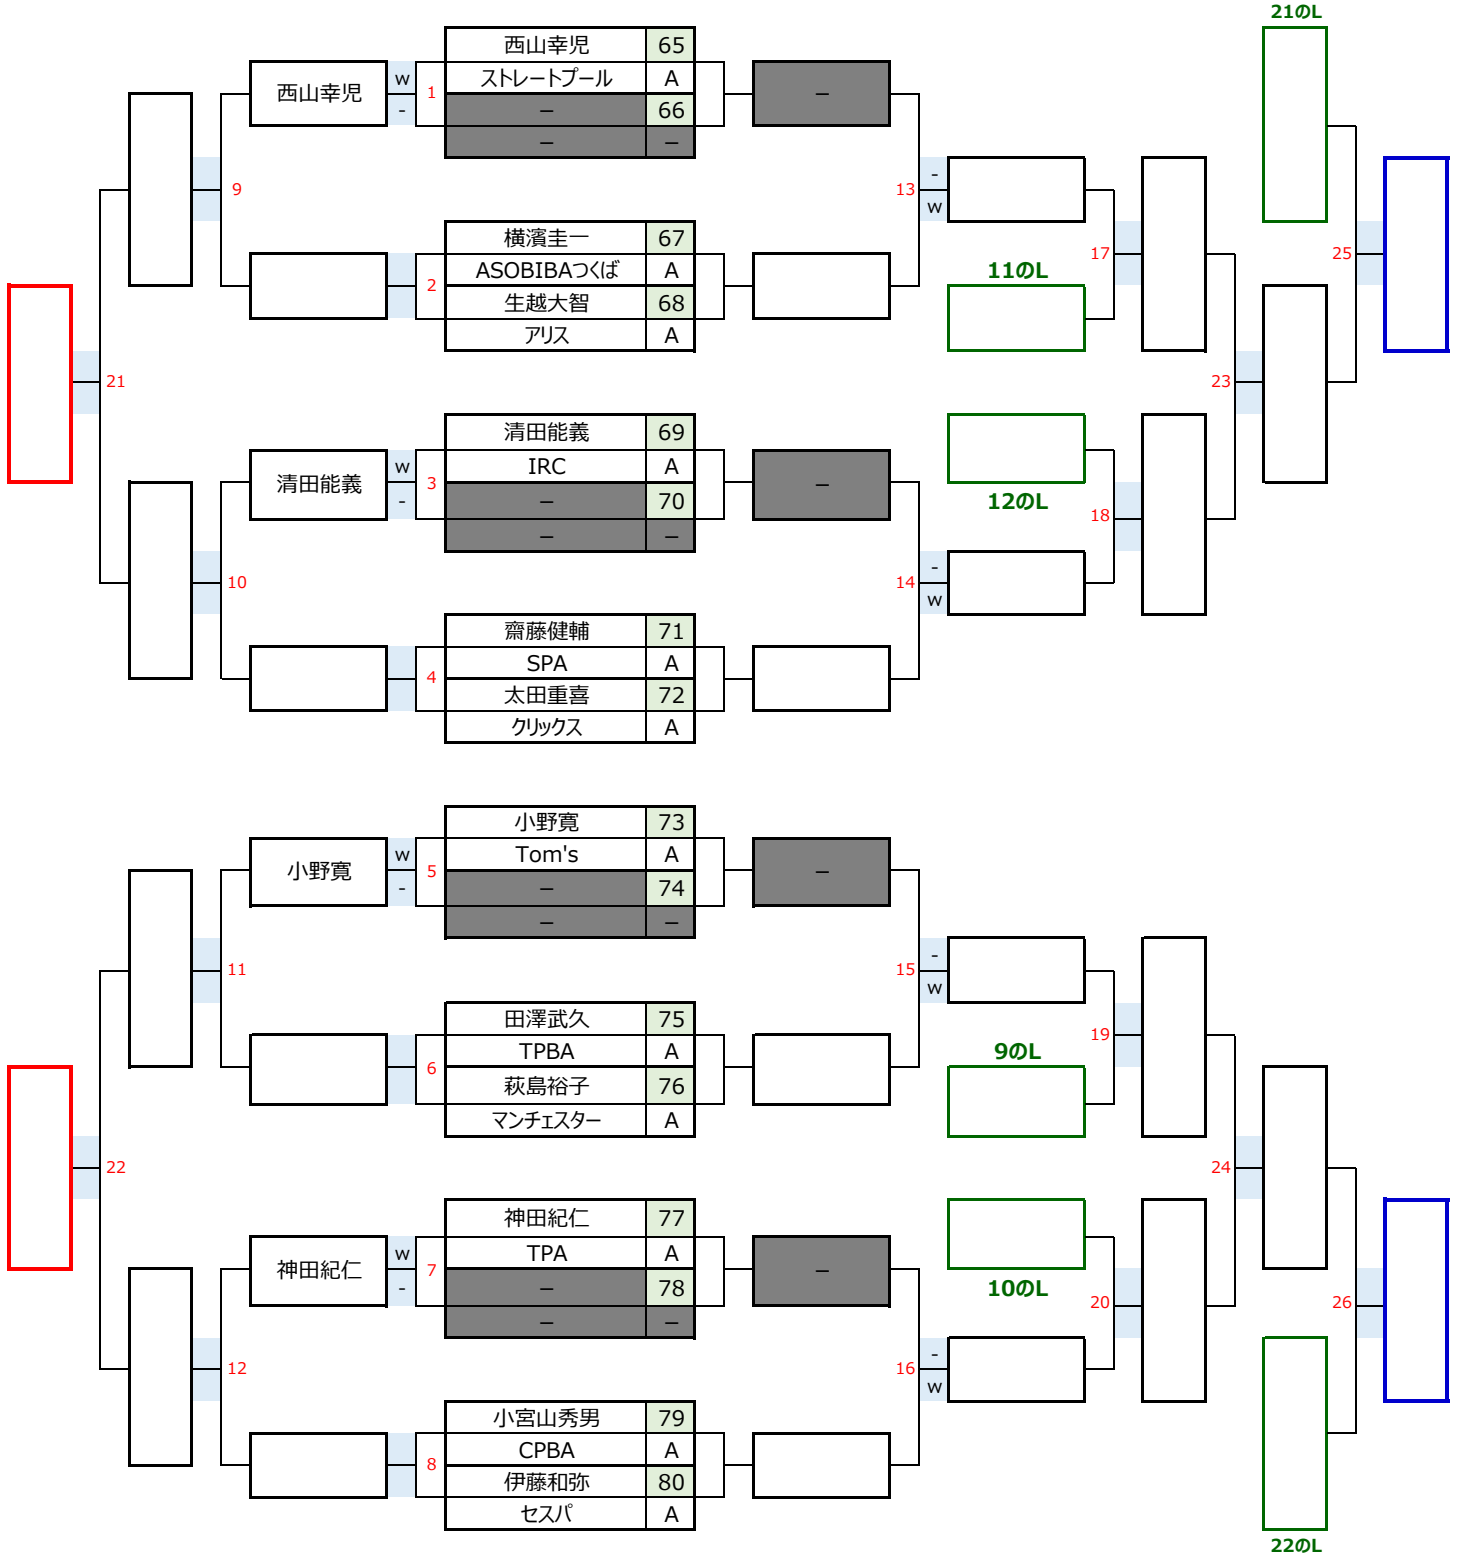 21のL
西山幸児 65
西山幸児 w 1 ストレートプール A –
- – 66
– –
9 13 -
w
横濱圭一 67
2 ASOBIBAつくば A 11のL 17 25
生越大智 68
アリス A
21 23
清田能義 69
清田能義 w 3 IRC A –
- – 70 12のL 18
– –
10 14 -
w
齋藤健輔 71
4 SPA A
太田重喜 72
クリックス A
小野寛 73
小野寛 w 5 Tom's A –
- – 74
– –
11 15 -
w
田澤武久 75
6 TPBA A 9のL 19
萩島裕子 76
マンチェスター A
22 24
神田紀仁 77
神田紀仁 w 7 TPA A –
- – 78 10のL 20 26
– –
12 16 -
w
小宮山秀男 79
8 CPBA A
伊藤和弥 80
セスパ A
22のL